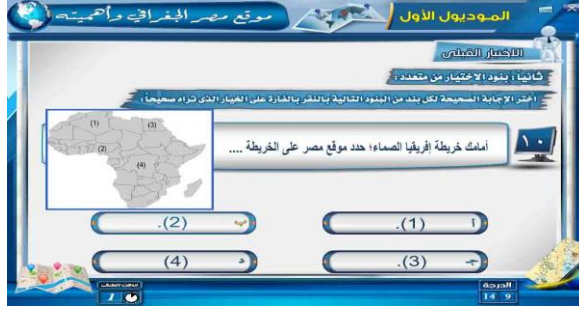 الموديول الأول
موقع مصر الجغرافي وأهميته
الاختبار القبلي
ثانياً : بنود الاختيار من متعدد :
اختر الإجابة الصحيحة لكل بند من البنود التالية بالنقر بالفأرة على الخيار الذي تراه صحيحاً :
١٠
أمامك خريطة إفريقيا الصماء؛ حدد موقع مصر على الخريطة ....
(1)
(3)
(2)
(4)
أ (1).
ب (2).
جـ (3).
د (4)
الدرجة
14 9
1